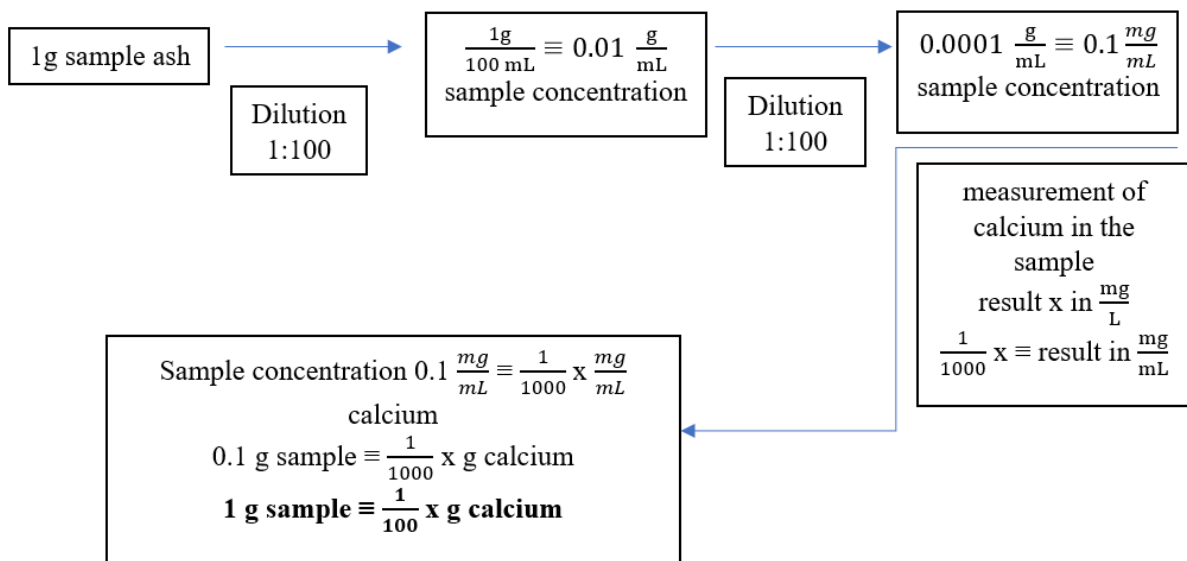 1g sample ash
Dilution
1:100
1g/100 mL ≡ 0.01 g/mL
sample concentration
Dilution
1:100
0.0001 g/mL ≡ 0.1 mg/mL
sample concentration
measurement of
calcium in the
sample
result x in mg/L
1/1000 x ≡ result in mg/mL
Sample concentration 0.1 mg/mL ≡ 1/1000 x mg/mL
calcium
0.1 g sample ≡ 1/1000 x g calcium
1 g sample ≡ 1/100 x g calcium